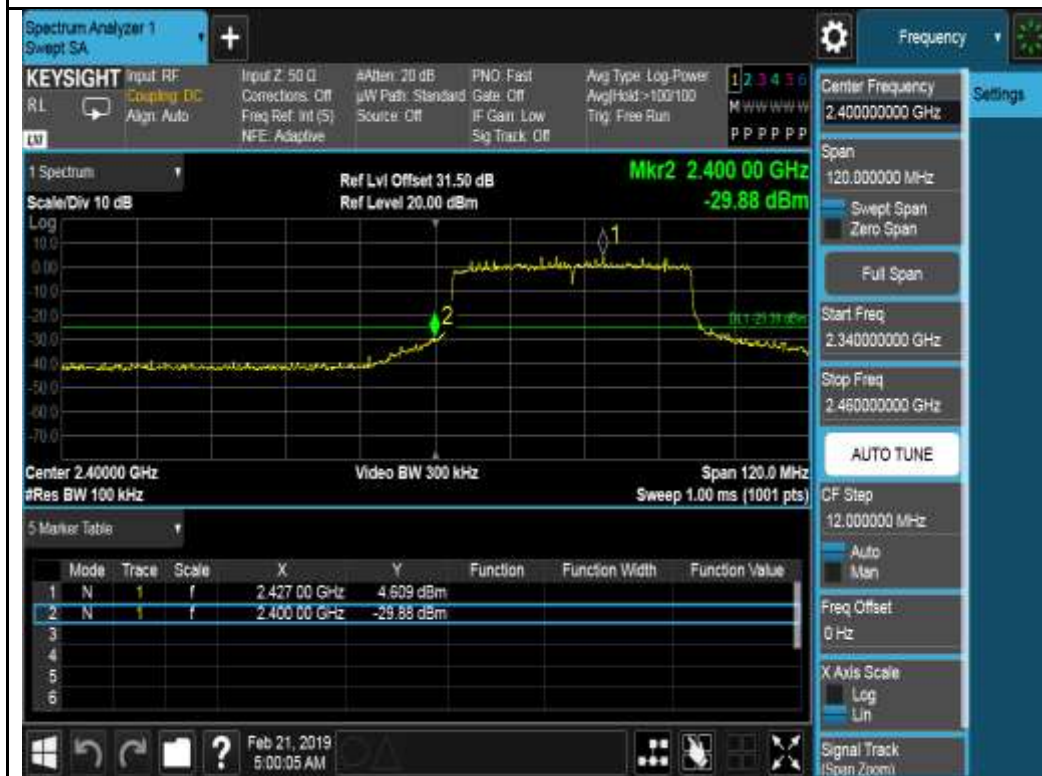 Spectrum Analyzer 1
Swept SA
Frequency
KEYSIGHT Input: RF
Coupling: DC
Align: Auto
RL
Input Z: 50 Ω
Corrections: Off
Freq Ref: Int (S)
NFE: Adaptive
#Atten: 20 dB
µW Path: Standard
Source: Off
PNO: Fast
Gate: Off
IF Gain: Low
Sig Track: Off
Avg Type: Log-Power
Avg|Hold:>100/100
Trig: Free Run
1 2 3 4 5 6
M W W W W W
P P P P P P
Settings
Center Frequency
2.400000000 GHz
Span
120.000000 MHz
Swept Span
Zero Span
Full Span
Start Freq
2.340000000 GHz
Stop Freq
2.460000000 GHz
AUTO TUNE
CF Step
12.000000 MHz
Auto
Man
Freq Offset
0 Hz
X Axis Scale
Log
Lin
Signal Track
(Span Zoom)
1 Spectrum
Scale/Div 10 dB
Ref Lvl Offset 31.50 dB
Ref Level 20.00 dBm
Mkr2 2.400 00 GHz
-29.88 dBm
Log
10.0
0.00
-10.0
-20.0
-30.0
-40.0
-50.0
-60.0
-70.0
1
2
Center 2.40000 GHz
#Res BW 100 kHz
Video BW 300 kHz
Span 120.0 MHz
Sweep 1.00 ms (1001 pts)
5 Marker Table
Mode Trace Scale X Y Function Function Width Function Value
1 N 1 f 2.427 00 GHz 4.609 dBm
2 N 1 f 2.400 00 GHz -29.88 dBm
3
4
5
6
?
Feb 21, 2019
5:00:05 AM